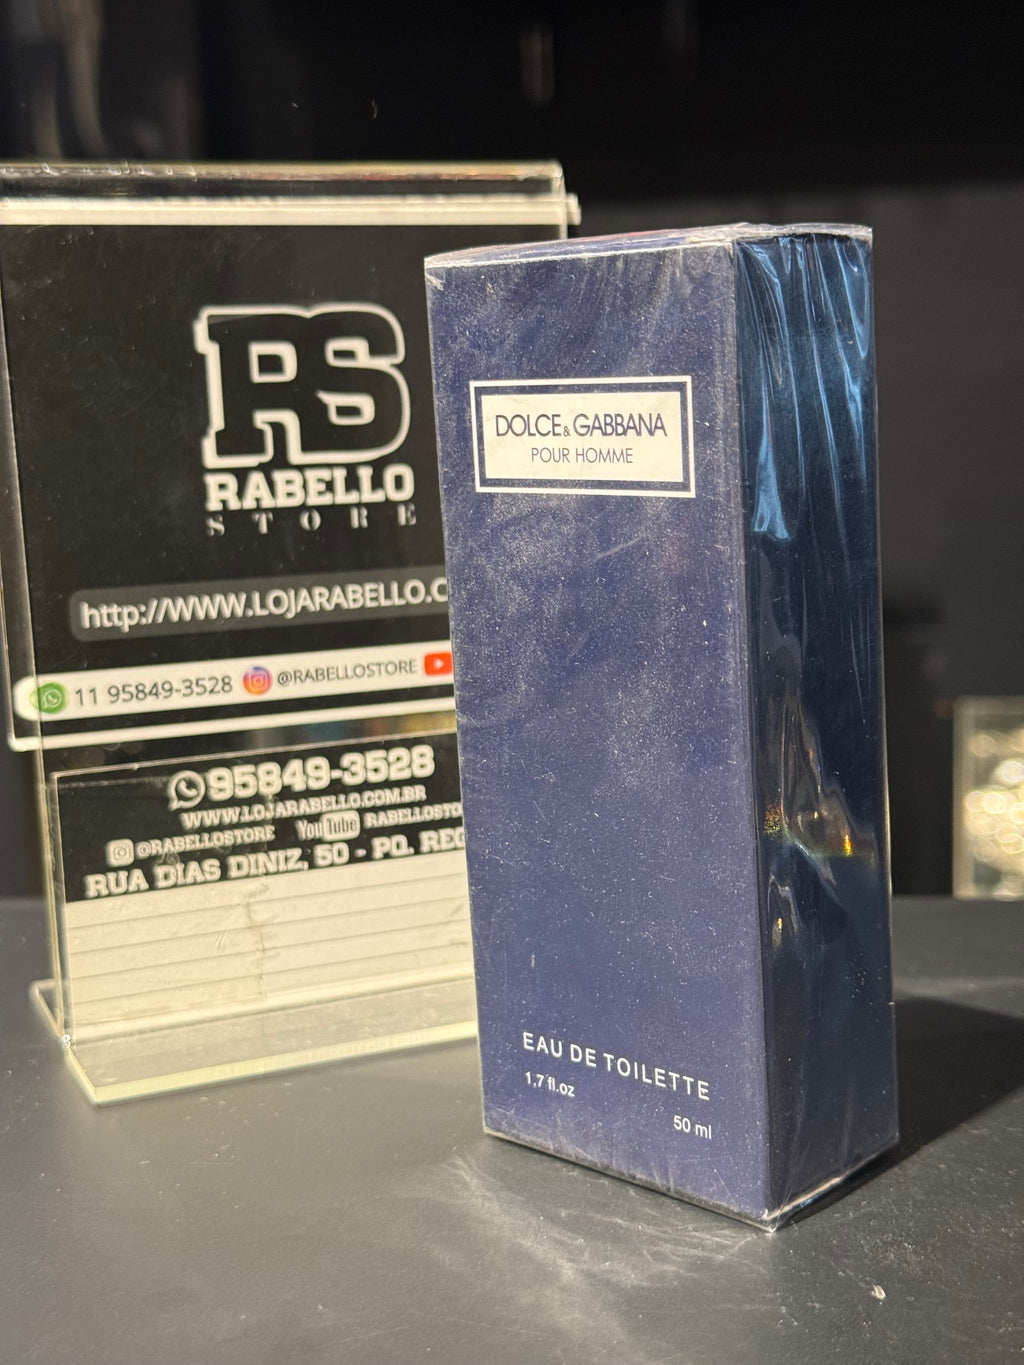 RS
RABELLO
STORE
http://WWW.LOJARABELLO.C
11 95849-3528 @RABELLOSTORE
95849-3528
WWW.LOJARABELLO.COM.BR
@RABELLOSTORE YouTube RABELLOSTO
RUA DIAS DINIZ, 50 - PQ. REG
DOLCE & GABBANA
POUR HOMME
EAU DE TOILETTE
1,7 fl.oz
50 ml